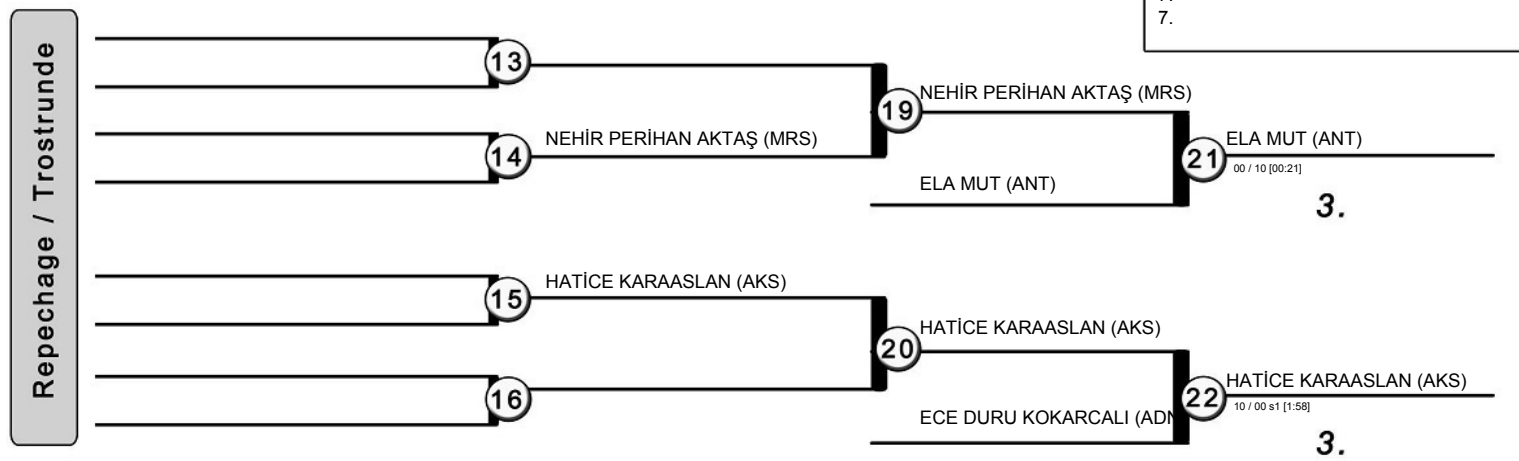 7.
Repechage / Trostrunde
13
NEHİR PERİHAN AKTAŞ (MRS)
19
14
NEHİR PERİHAN AKTAŞ (MRS)
ELA MUT (ANT)
21
ELA MUT (ANT)
00 / 10 [00:21]
3.
15
HATİCE KARAASLAN (AKS)
20
HATİCE KARAASLAN (AKS)
16
ECE DURU KOKARCALI (ADN
22
HATİCE KARAASLAN (AKS)
10 / 00 s1 [1:58]
3.